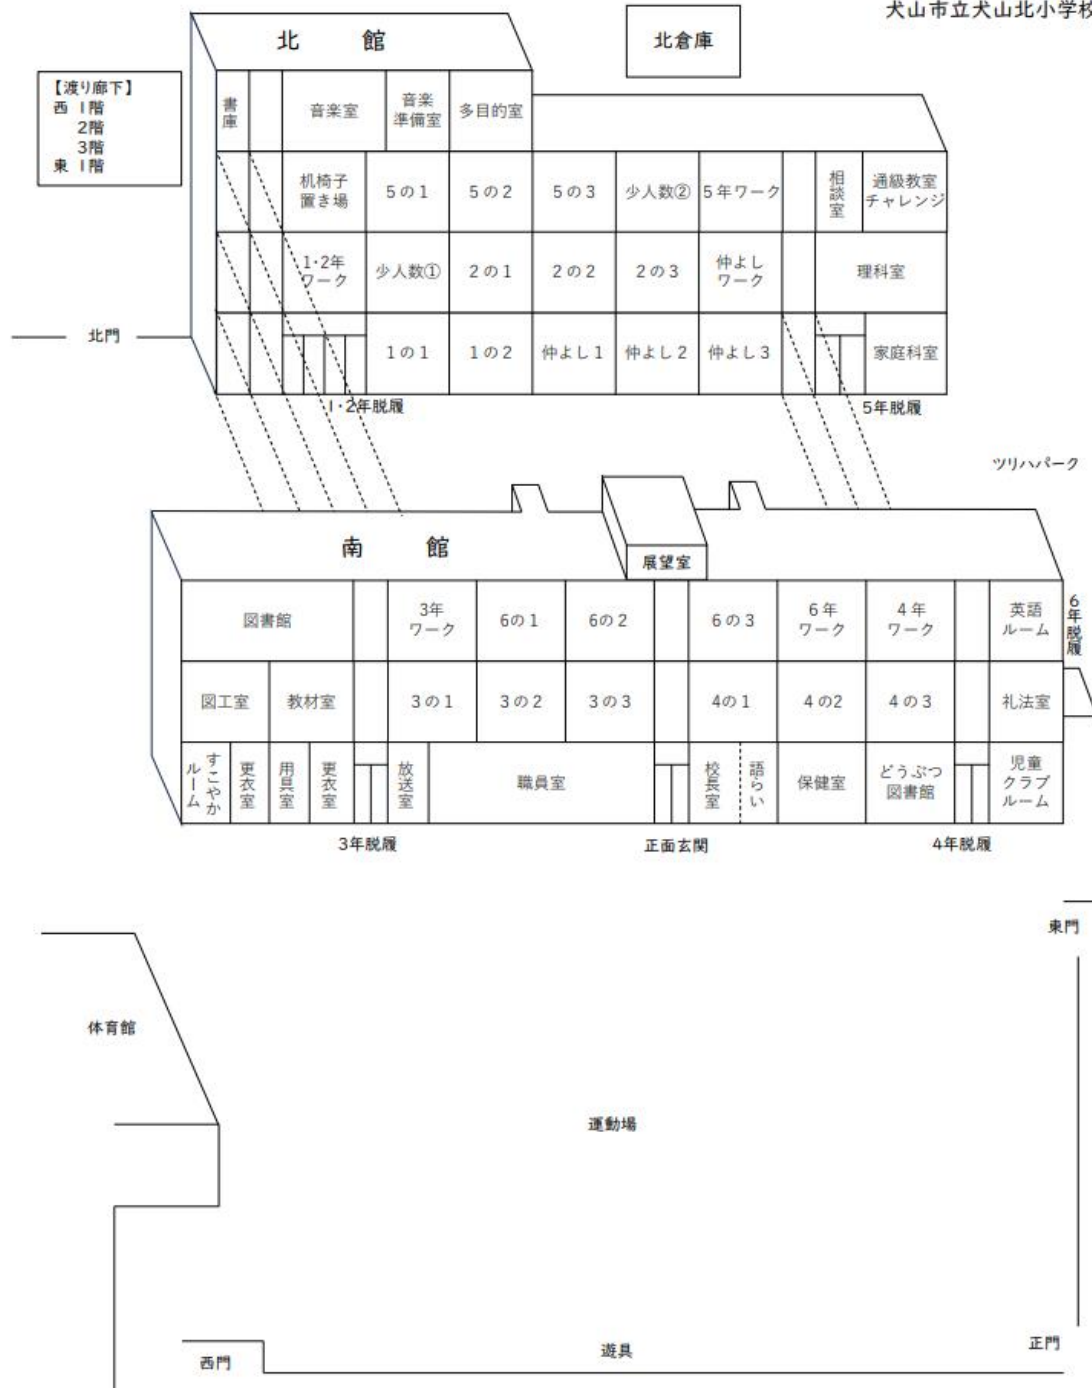 犬山市立犬山北小学校
北　館
北倉庫
【渡り廊下】
西 1階
2階
3階
東 1階
書庫
音楽室
音楽
準備室
多目的室
机椅子
置き場
5の1
5の2
5の3
少人数②
5年ワーク
相談室
通級教室
チャレンジ
1・2年
ワーク
少人数①
2の1
2の2
2の3
仲よし
ワーク
理科室
北門
1の1
1の2
仲よし1
仲よし2
仲よし3
家庭科室
1・2年脱履
5年脱履
ツリハパーク
南　館
展望室
図書館
3年
ワーク
6の1
6の2
6の3
6年
ワーク
4年
ワーク
英語
ルーム
6年脱履
図工室
教材室
3の1
3の2
3の3
4の1
4の2
4の3
礼法室
すこやか
ルーム
更衣室
用具室
更衣室
放送室
職員室
校長室
語らい
保健室
どうぶつ
図書館
児童
クラブ
ルーム
3年脱履
正面玄関
4年脱履
東門
体育館
運動場
正門
遊具
西門